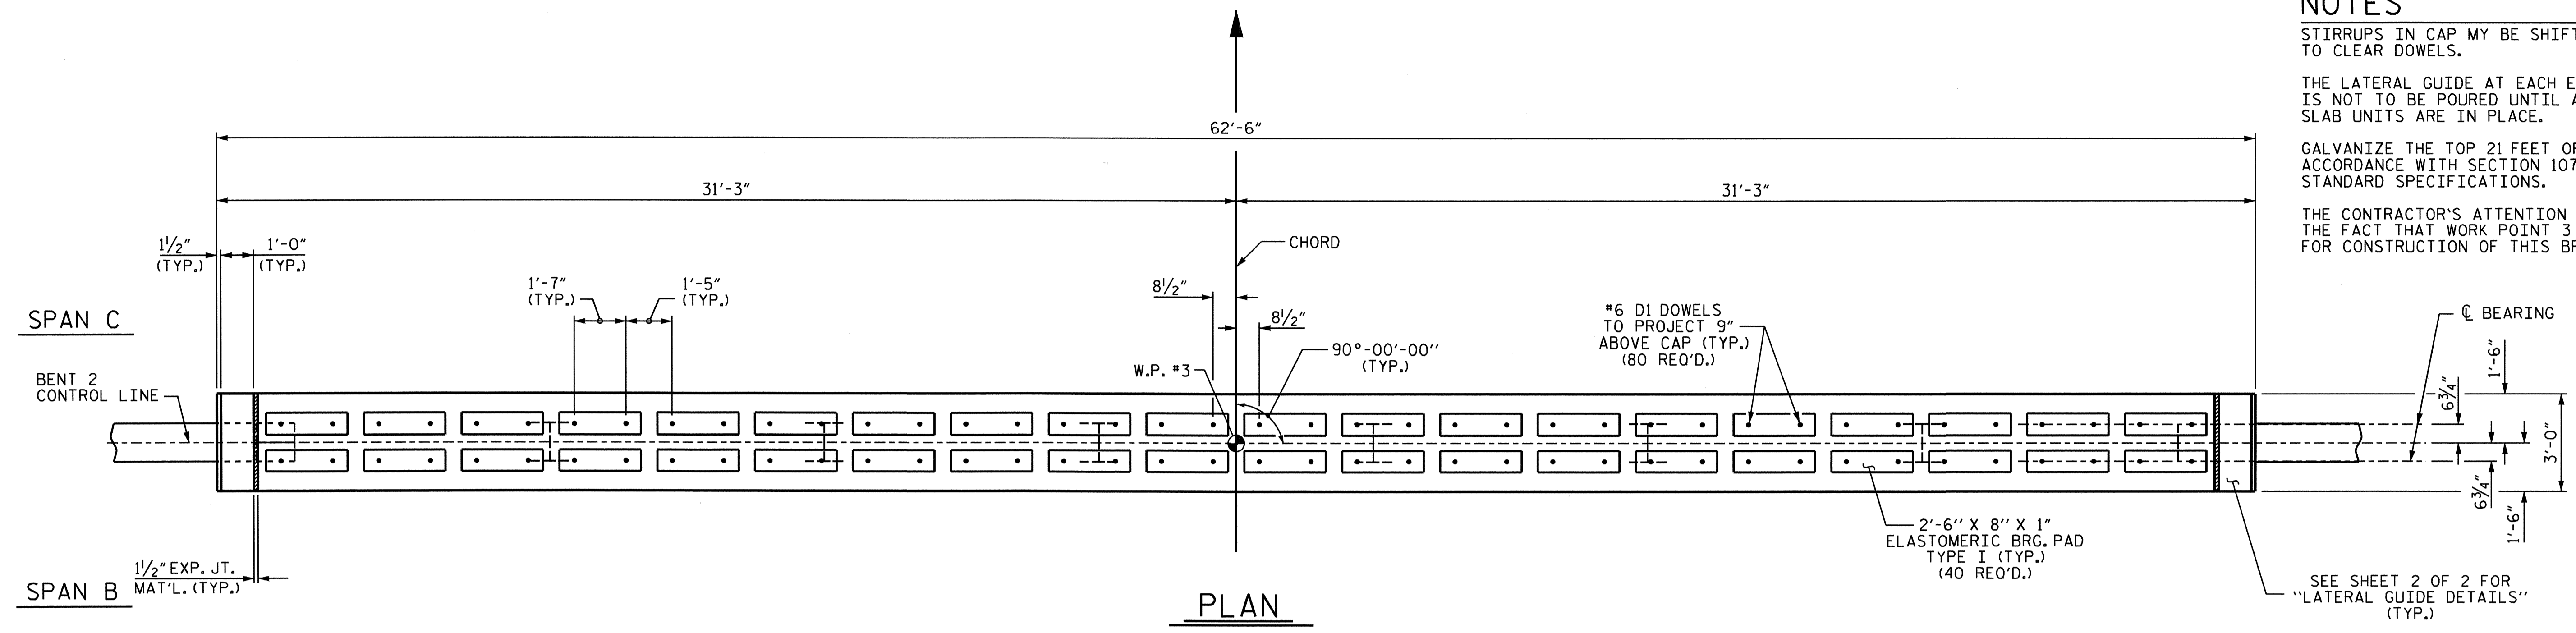 NOTES
STIRRUPS IN CAP MY BE SHIFT
TO CLEAR DOWELS.
THE LATERAL GUIDE AT EACH E
IS NOT TO BE POURED UNTIL A
SLAB UNITS ARE IN PLACE.
GALVANIZE THE TOP 21 FEET OF
ACCORDANCE WITH SECTION 107
STANDARD SPECIFICATIONS.
THE CONTRACTOR'S ATTENTION
THE FACT THAT WORK POINT 3
FOR CONSTRUCTION OF THIS BR
62'-6"
31'-3"
31'-3"
1½"
(TYP.)
1'-0"
(TYP.)
CHORD
1'-7"
(TYP.)
1'-5"
(TYP.)
8½"
8½"
SPAN C
#6 D1 DOWELS
TO PROJECT 9"
ABOVE CAP (TYP.)
(80 REQ'D.)
℄ BEARING
90°-00'-00"
(TYP.)
W.P. #3
BENT 2
CONTROL LINE
1'-6"
6¾"
3'-0"
6¾"
1'-6"
2'-6" X 8" X 1"
ELASTOMERIC BRG. PAD
TYPE I (TYP.)
(40 REQ'D.)
1½" EXP. JT.
MAT'L. (TYP.)
SPAN B
PLAN
SEE SHEET 2 OF 2 FOR
"LATERAL GUIDE DETAILS"
(TYP.)